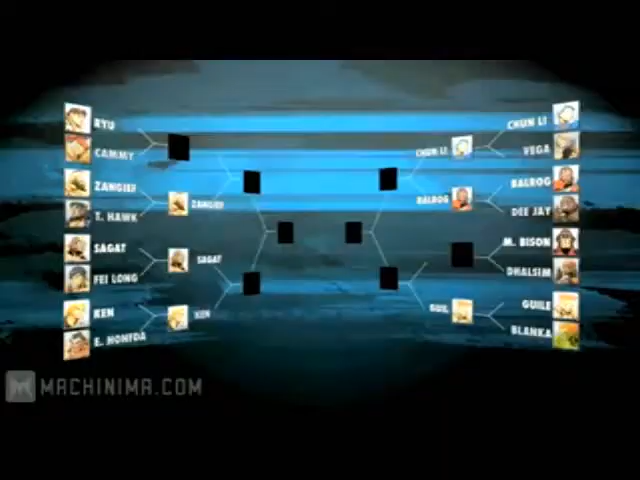 RYU
CAMMY
ZANGIEF
T. HAWK
SAGAT
FEI LONG
KEN
E. HONDA
ZANGIEF
SAGAT
KEN
CHUN LI
BALROG
GUIL
CHUN LI
VEGA
BALROG
DEE JAY
M. BISON
DHALSIM
GUILE
BLANKA
MACHINIMA.COM